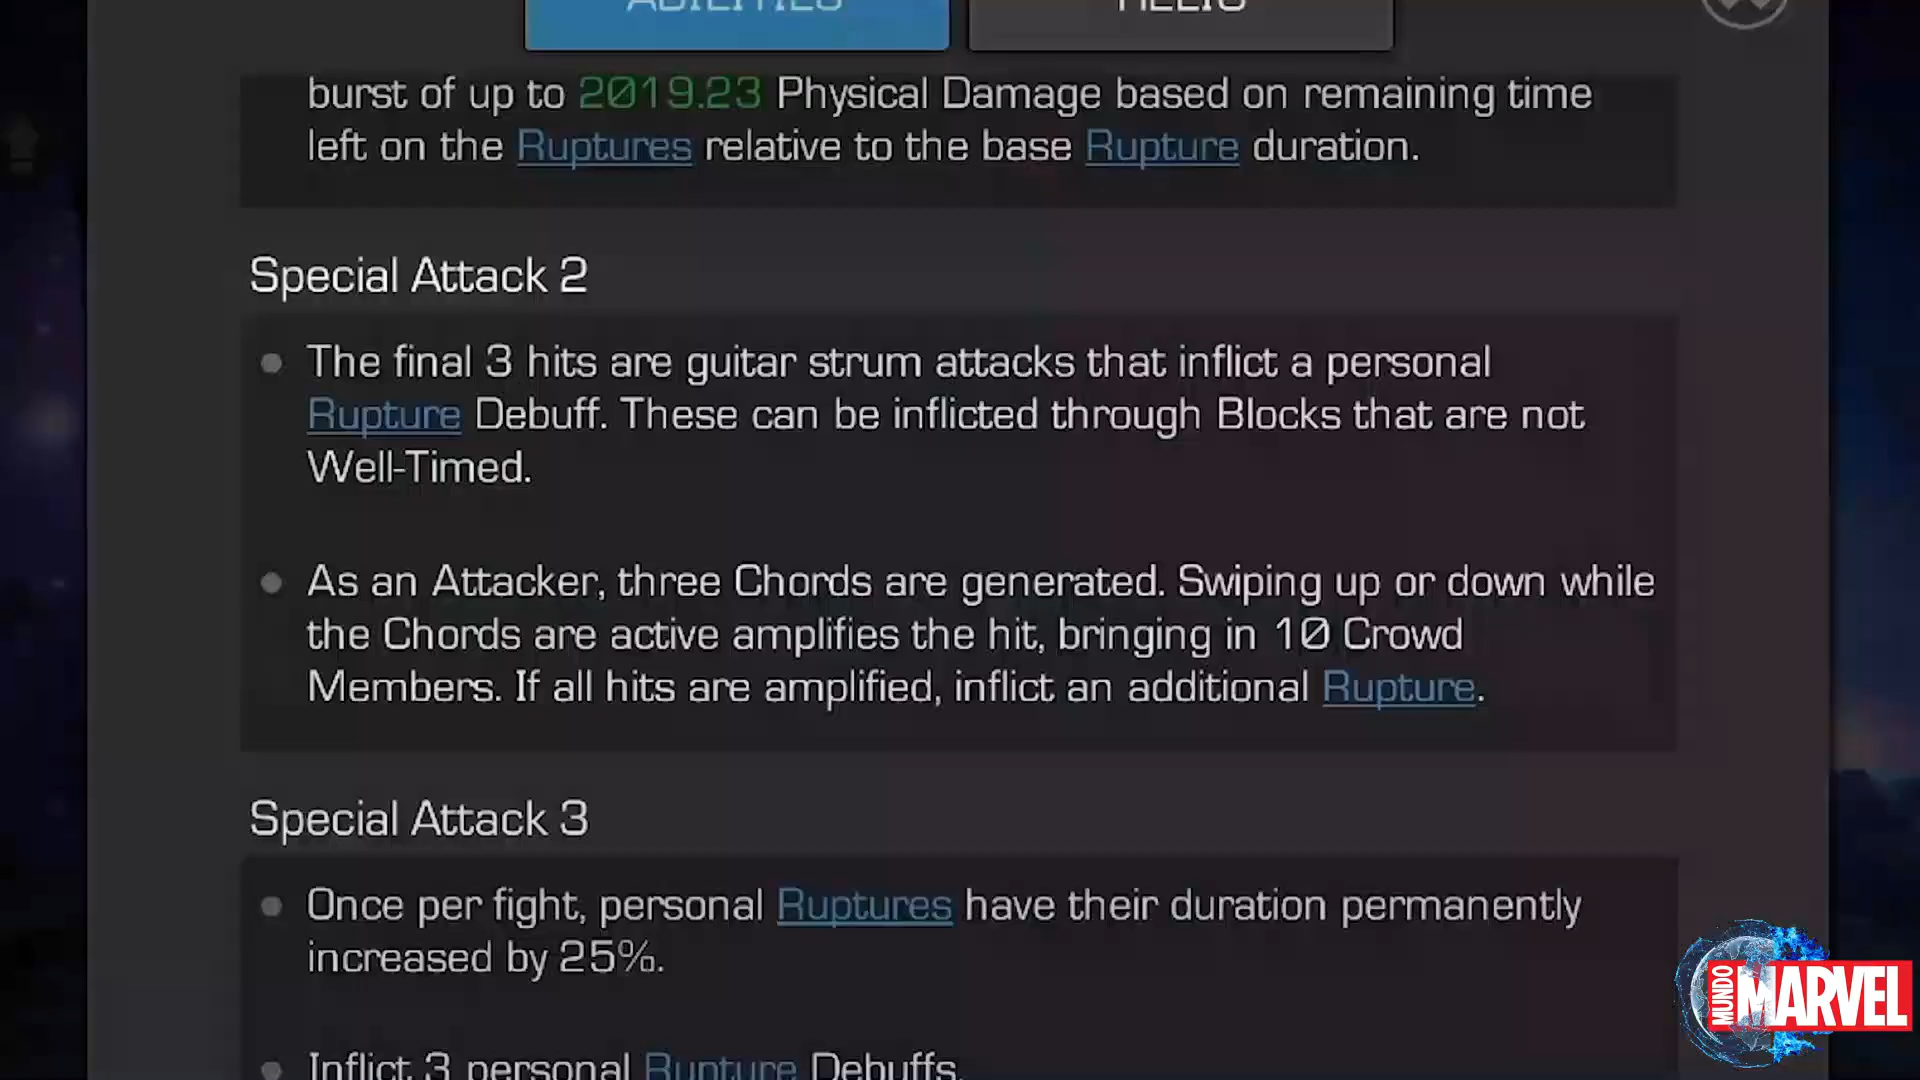 ABILITIES RELIC
burst of up to 2019.23 Physical Damage based on remaining time
left on the Ruptures relative to the base Rupture duration.
Special Attack 2
The final 3 hits are guitar strum attacks that inflict a personal
Rupture Debuff. These can be inflicted through Blocks that are not
Well-Timed.
As an Attacker, three Chords are generated. Swiping up or down while
the Chords are active amplifies the hit, bringing in 10 Crowd
Members. If all hits are amplified, inflict an additional Rupture.
Special Attack 3
Once per fight, personal Ruptures have their duration permanently
increased by 25%.
Inflict 3 personal Rupture Debuffs.
MUNDO MARVEL